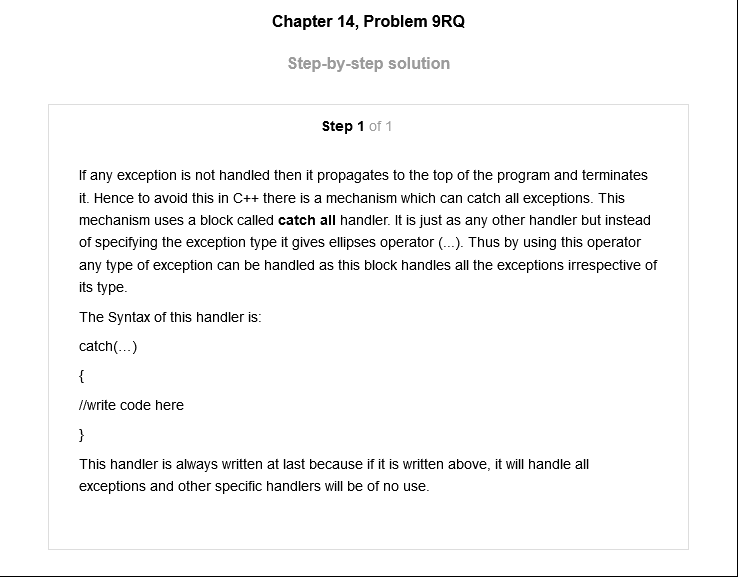 Chapter 14, Problem 9RQ
Step-by-step solution
Step 1 of 1
If any exception is not handled then it propagates to the top of the program and terminates
it. Hence to avoid this in C++ there is a mechanism which can catch all exceptions. This
mechanism uses a block called catch all handler. It is just as any other handler but instead
of specifying the exception type it gives ellipses operator (...). Thus by using this operator
any type of exception can be handled as this block handles all the exceptions irrespective of
its type.
The Syntax of this handler is:
catch(...)
{
//write code here
}
This handler is always written at last because if it is written above, it will handle all
exceptions and other specific handlers will be of no use.